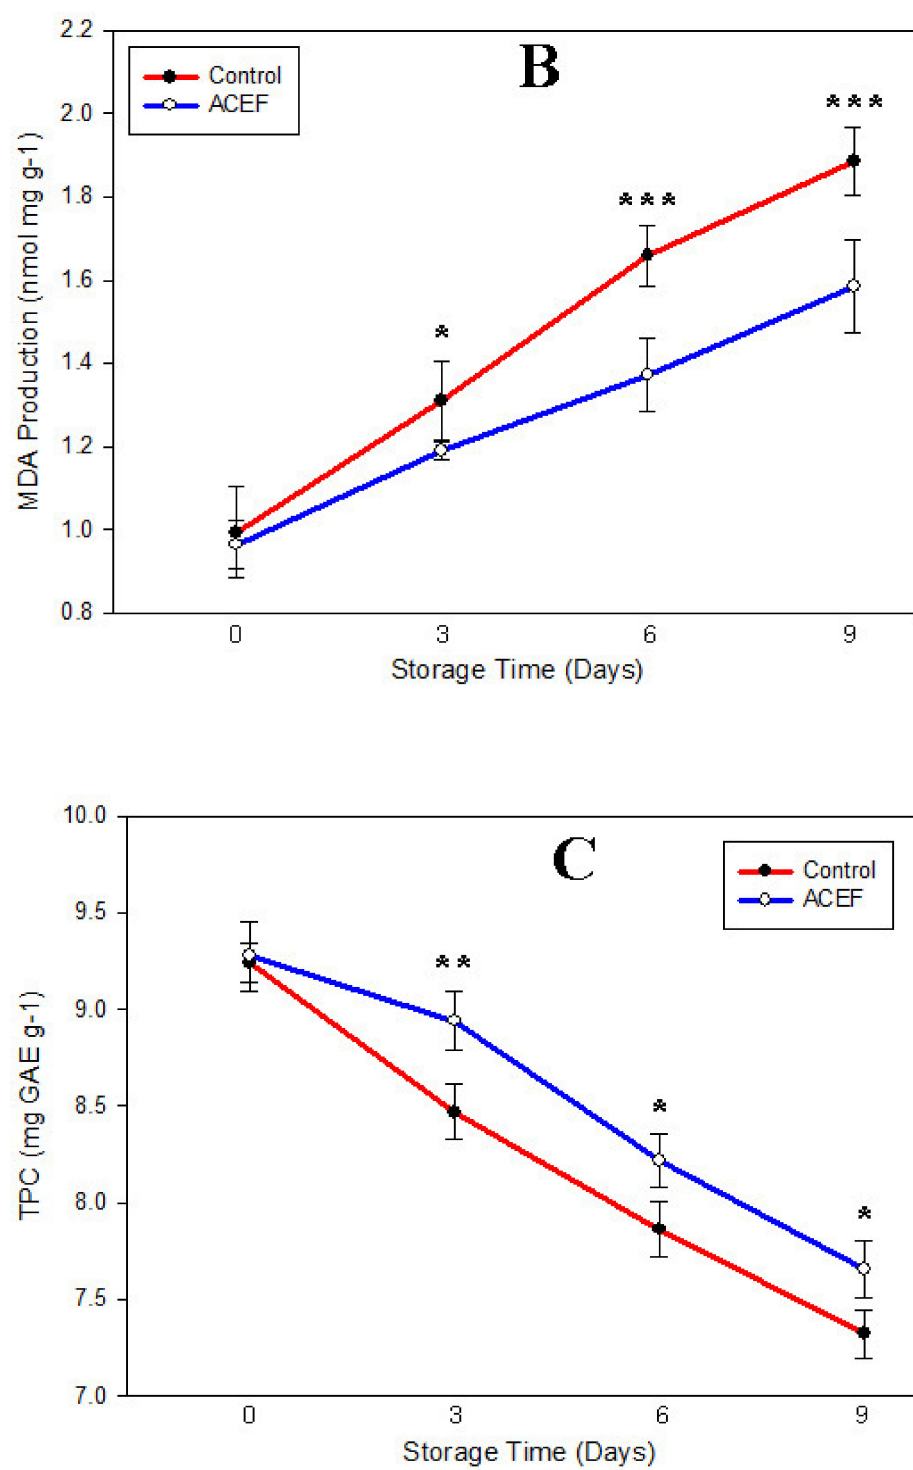 B
Control
ACEF
MDA Production (nmol mg g-1)
2.2
2.0
1.8
1.6
1.4
1.2
1.0
0.8
*
***
***
0 3 6 9
Storage Time (Days)
C
Control
ACEF
TPC (mg GAE g-1)
10.0
9.5
9.0
8.5
8.0
7.5
7.0
**
*
*
0 3 6 9
Storage Time (Days)